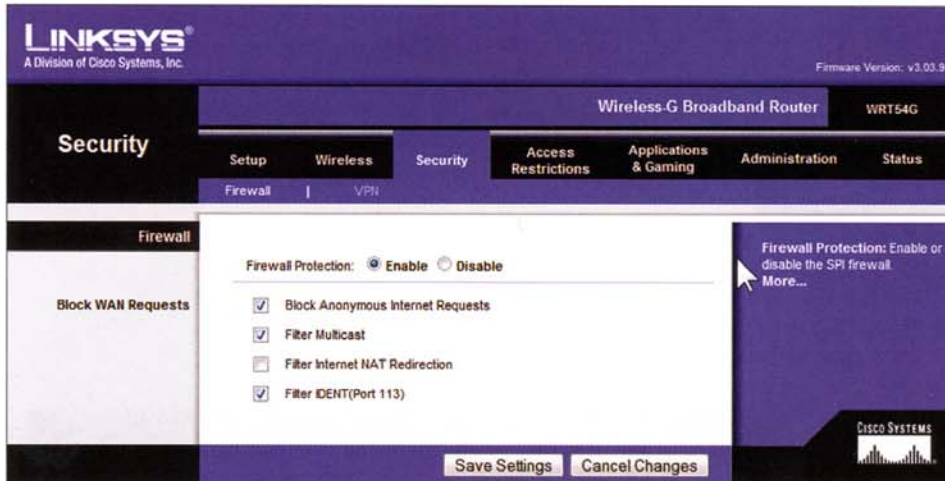 LINKSYS®
A Division of Cisco Systems, Inc.
Firmware Version: v3.03.9
Wireless-G Broadband Router WRT54G
Security
Setup Wireless Security Access Restrictions Applications & Gaming Administration Status
Firewall | VPN
Firewall
Firewall Protection: Enable Disable
Block WAN Requests
Block Anonymous Internet Requests
Filter Multicast
Filter Internet NAT Redirection
Filter IDENT(Port 113)
Firewall Protection: Enable or
disable the SPI firewall.
More...
CISCO SYSTEMS
Save Settings Cancel Changes